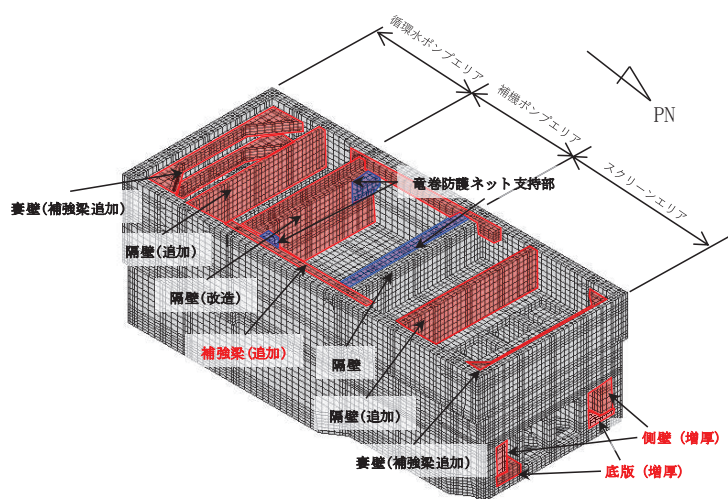 循環水ポンプエリア
補機ポンプエリア
スクリーンエリア
PN
竜巻防護ネット支持部
妻壁(補強梁追加)
隔壁(追加)
隔壁(改造)
補強梁(追加)
隔壁
隔壁(追加)
妻壁(補強梁追加)
側壁(増厚)
底版(増厚)